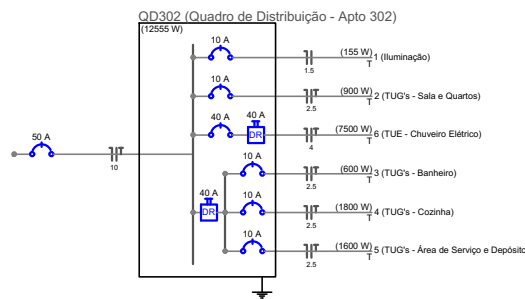 QD302 (Quadro de Distribuição - Apto 302)
(12555 W)
10 A
(155 W)
1 (Iluminação)
1.5
T
10 A
(900 W)
2 (TUG's - Sala e Quartos)
2.5
T
50 A
10
40 A
40 A
DR
(7500 W)
6 (TUE - Chuveiro Elétrico)
4
T
10 A
(600 W)
3 (TUG's - Banheiro)
2.5
T
40 A
DR
10 A
(1800 W)
4 (TUG's - Cozinha)
2.5
T
10 A
(1600 W)
5 (TUG's - Área de Serviço e Depósito
2.5
T